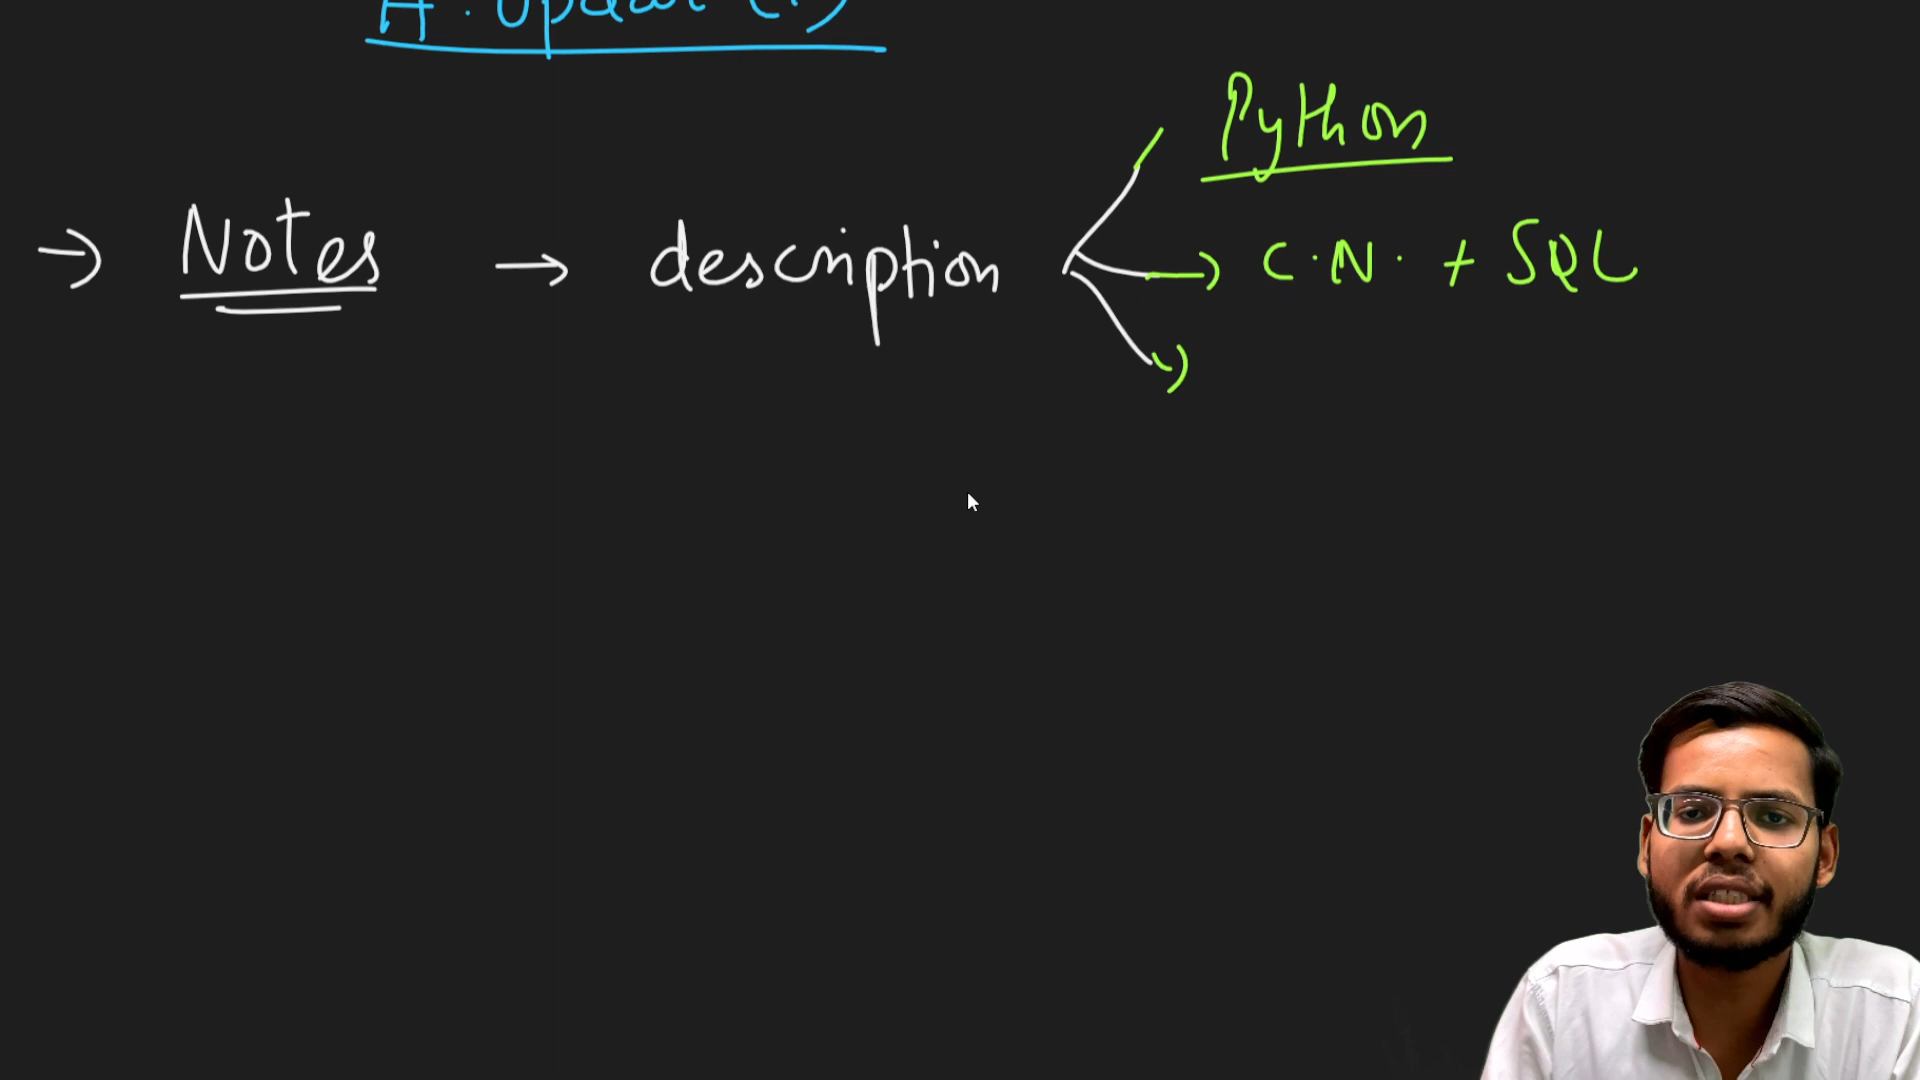 Python
→ Notes → description → C.N. + SQL